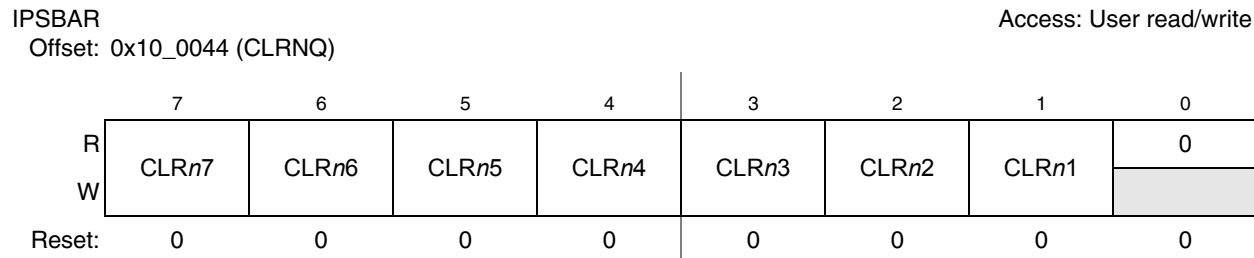 IPSBAR Access: User read/write
Offset: 0x10_0044 (CLRNQ)
7 6 5 4 3 2 1 0
R CLRn7 CLRn6 CLRn5 CLRn4 CLRn3 CLRn2 CLRn1 0
W
Reset: 0 0 0 0 0 0 0 0